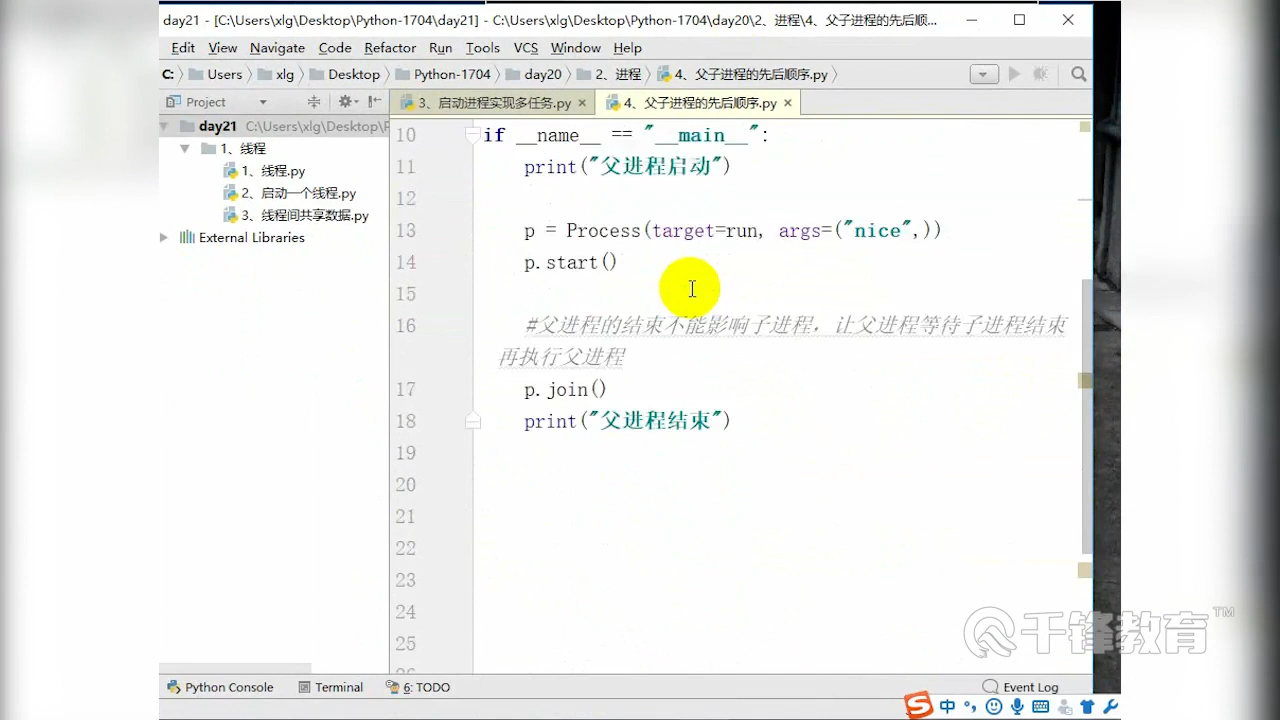 day21 - [C:\Users\xlg\Desktop\Python-1704\day21] - C:\Users\xlg\Desktop\Python-1704\day20\2、进程\4、父子进程的先后顺...
Edit View Navigate Code Refactor Run Tools VCS Window Help
C: Users xlg Desktop Python-1704 day20 2、进程 4、父子进程的先后顺序.py
Project
3、启动进程实现多任务.py
4、父子进程的先后顺序.py
day21 C:\Users\xlg\Desktop\P
1、线程
1、线程.py
2、启动一个线程.py
3、线程间共享数据.py
External Libraries
10 if __name__ == "__main__":
11 print("父进程启动")
12
13 p = Process(target=run, args=("nice",))
14 p.start()
15
16 #父进程的结束不能影响子进程，让父进程等待子进程结束
再执行父进程
17 p.join()
18 print("父进程结束")
19
20
21
22
23
24
25
千锋教育™
Python Console Terminal 6: TODO Event Log
S 中